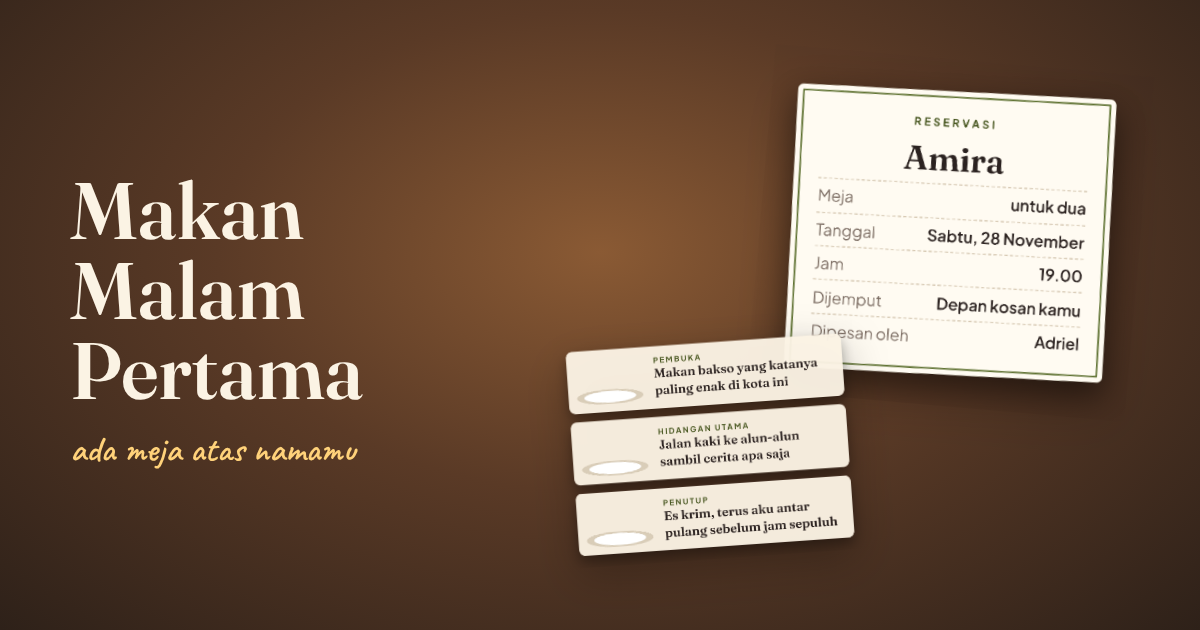 Makan
Malam
Pertama
ada meja atas namamu
RESERVASI
Amira
Meja untuk dua
Tanggal Sabtu, 28 November
Jam 19.00
Dijemput Depan kosan kamu
Dipesan oleh Adriel
PEMBUKA
Makan bakso yang katanya
paling enak di kota ini
HIDANGAN UTAMA
Jalan kaki ke alun-alun
sambil cerita apa saja
PENUTUP
Es krim, terus aku antar
pulang sebelum jam sepuluh